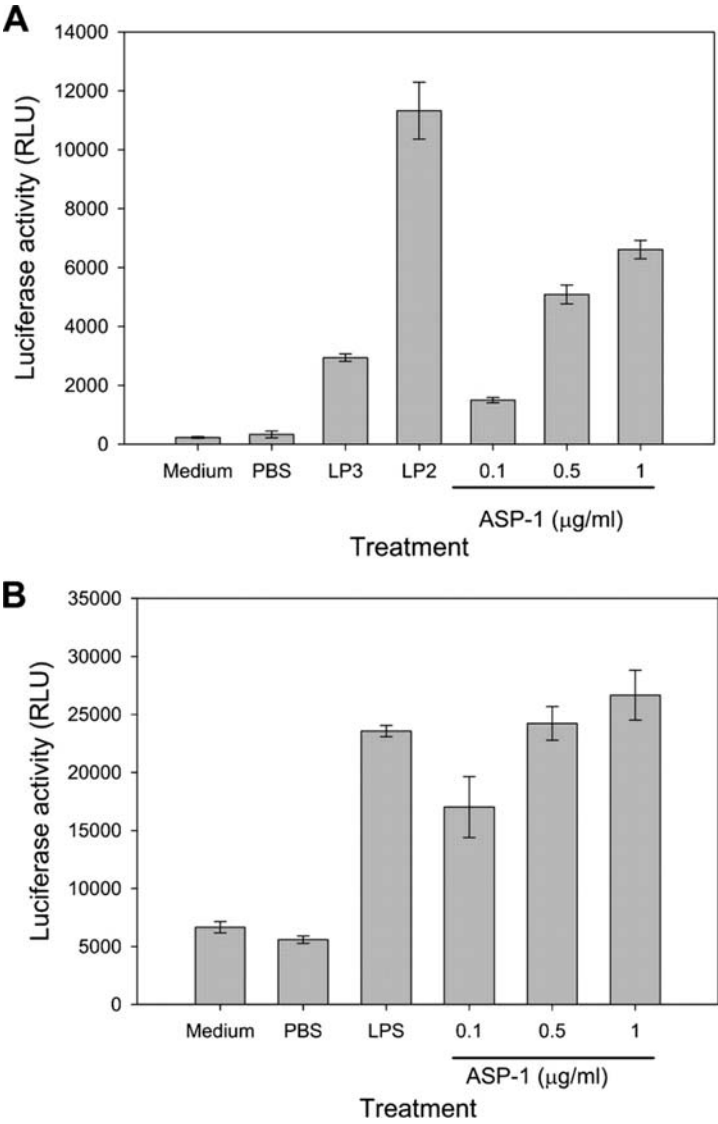 A
Luciferase activity (RLU)
14000
12000
10000
8000
6000
4000
2000
0
Medium PBS LP3 LP2 0.1 0.5 1
ASP-1 (μg/ml)
Treatment
B
Luciferase activity (RLU)
35000
30000
25000
20000
15000
10000
5000
0
Medium PBS LPS 0.1 0.5 1
ASP-1 (μg/ml)
Treatment